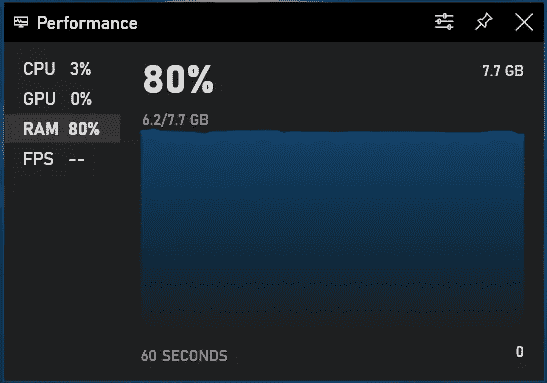 Performance
CPU 3%
GPU 0%
RAM 80%
FPS --
80%
7.7 GB
6.2/7.7 GB
60 SECONDS
0